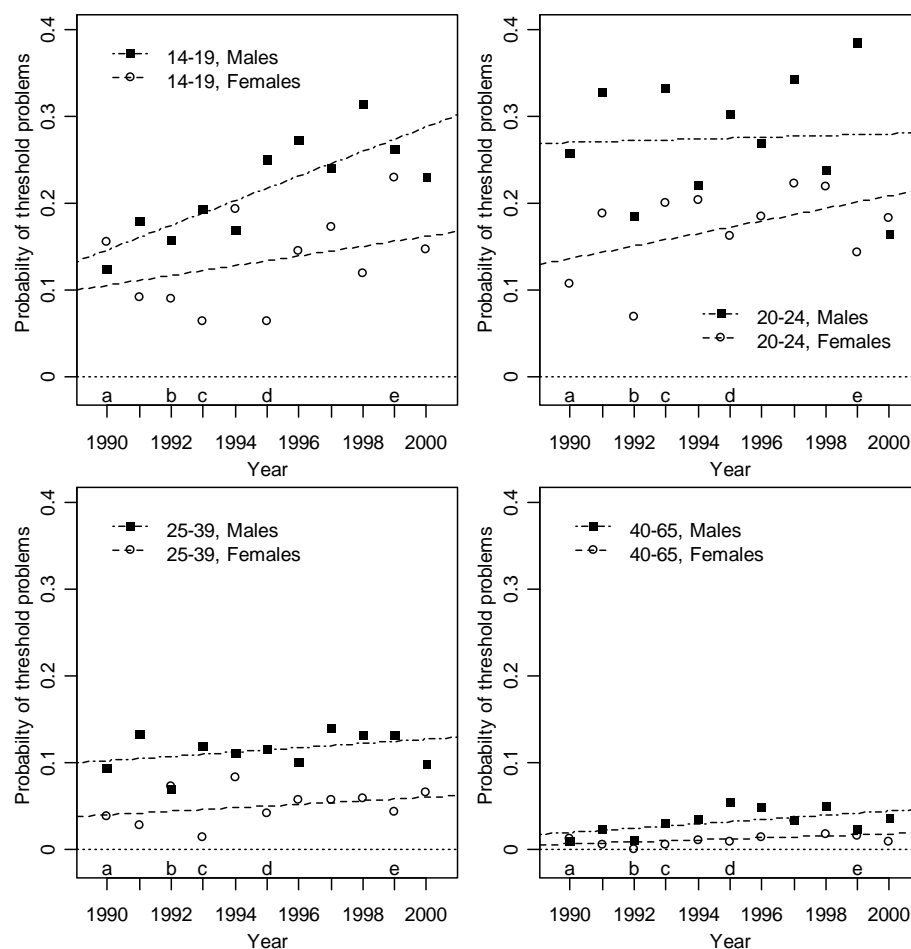 Probabilty of threshold problems
0.4
0.3
0.2
0.1
0
14-19, Males
14-19, Females
a b c d e
1990 1992 1994 1996 1998 2000
Year
Probabilty of threshold problems
0.4
0.3
0.2
0.1
0
20-24, Males
20-24, Females
a b c d e
1990 1992 1994 1996 1998 2000
Year
Probabilty of threshold problems
0.4
0.3
0.2
0.1
0
25-39, Males
25-39, Females
a b c d e
1990 1992 1994 1996 1998 2000
Year
Probabilty of threshold problems
0.4
0.3
0.2
0.1
0
40-65, Males
40-65, Females
a b c d e
1990 1992 1994 1996 1998 2000
Year